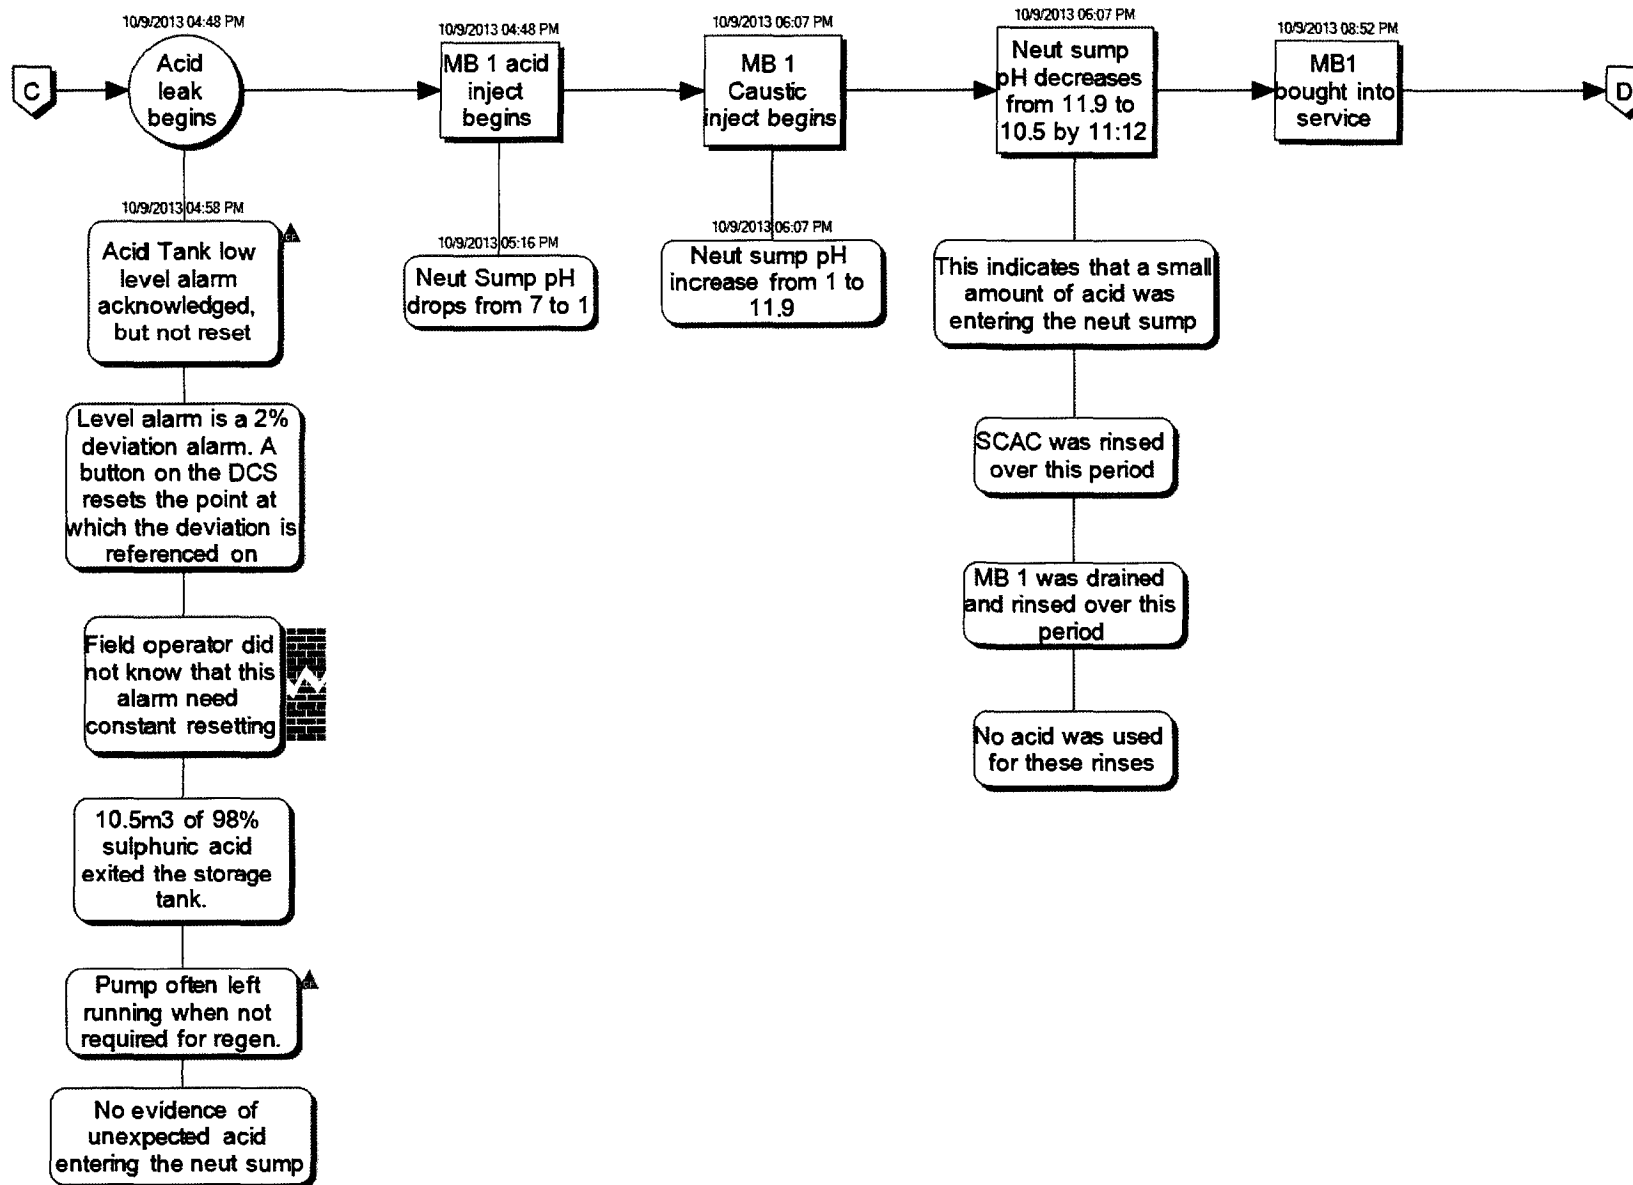 C
10/9/2013 04:48 PM
Acid
leak
begins
10/9/2013 04:58 PM
Acid Tank low
level alarm
acknowledged,
but not reset
Level alarm is a 2%
deviation alarm. A
button on the DCS
resets the point at
which the deviation is
referenced on
Field operator did
not know that this
alarm need
constant resetting
10.5m3 of 98%
sulphuric acid
exited the storage
tank.
Pump often left
running when not
required for regen.
No evidence of
unexpected acid
entering the neut sump
10/9/2013 04:48 PM
MB 1 acid
inject
begins
10/9/2013 05:16 PM
Neut Sump pH
drops from 7 to 1
10/9/2013 06:07 PM
MB 1
Caustic
inject begins
10/9/2013 06:07 PM
Neut sump pH
increase from 1 to
11.9
10/9/2013 06:07 PM
Neut sump
pH decreases
from 11.9 to
10.5 by 11:12
This indicates that a small
amount of acid was
entering the neut sump
SCAC was rinsed
over this period
MB 1 was drained
and rinsed over this
period
No acid was used
for these rinses
10/9/2013 08:52 PM
MB1
bought into
service
D